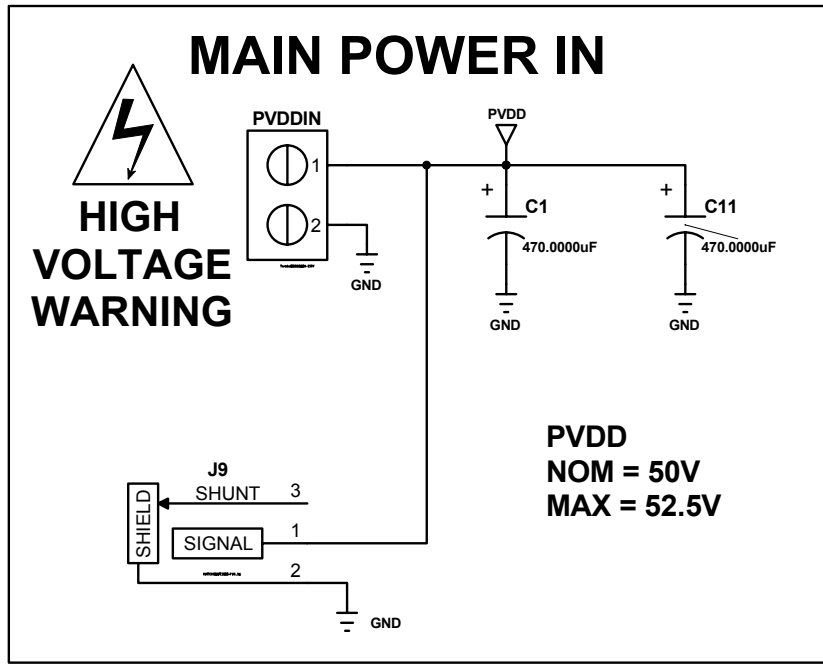 MAIN POWER IN
HIGH
VOLTAGE
WARNING
PVDDIN
1
2
GND
PVDD
+
C1
470.0000uF
GND
+
C11
470.0000uF
GND
J9
SHIELD
SHUNT
3
SIGNAL
1
2
GND
PVDD
NOM = 50V
MAX = 52.5V